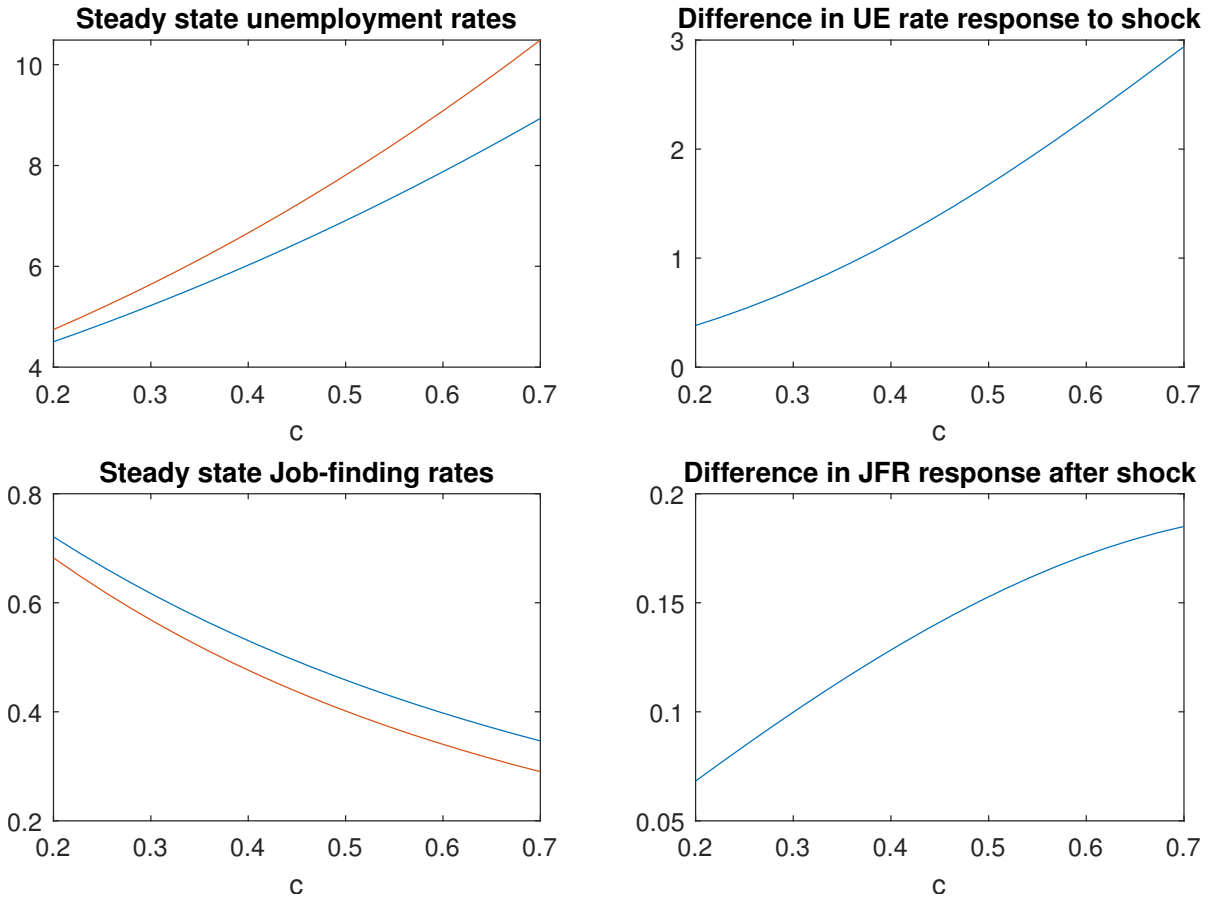 Steady state unemployment rates
10
8
6
4
0.2 0.3 0.4 0.5 0.6 0.7
c
Difference in UE rate response to shock
3
2
1
0
0.2 0.3 0.4 0.5 0.6 0.7
c
Steady state Job-finding rates
0.8
0.6
0.4
0.2
0.2 0.3 0.4 0.5 0.6 0.7
c
Difference in JFR response after shock
0.2
0.15
0.1
0.05
0.2 0.3 0.4 0.5 0.6 0.7
c